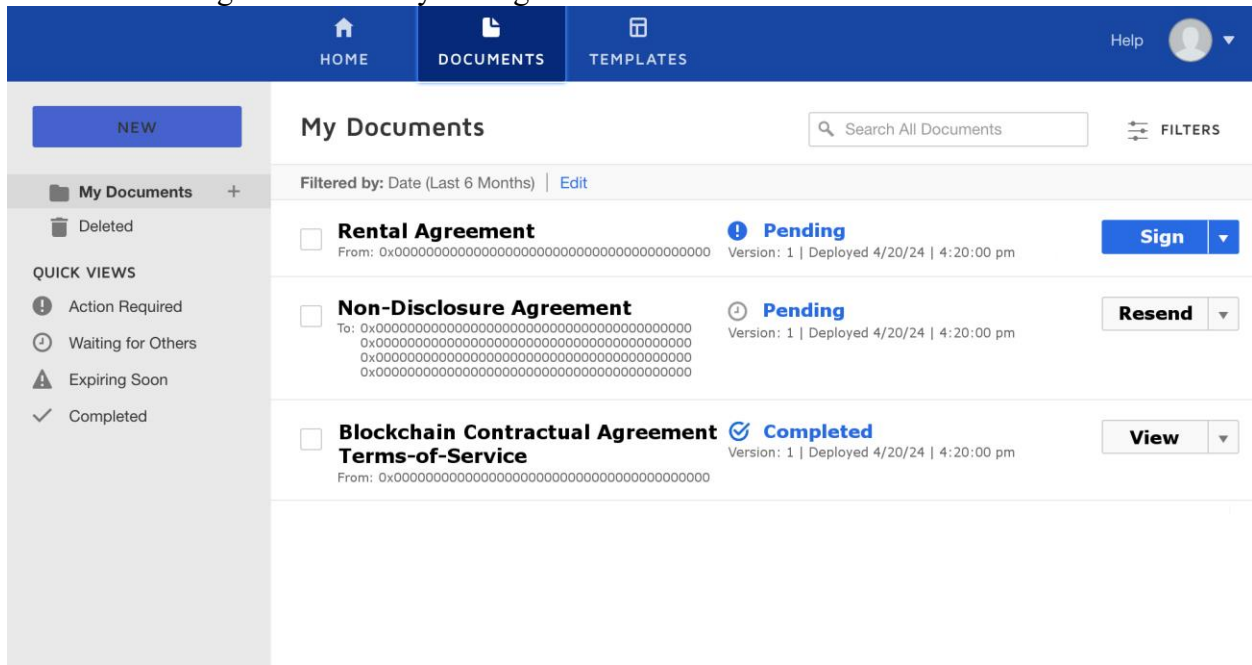 HOME
DOCUMENTS
TEMPLATES
Help
NEW
My Documents +
Deleted
QUICK VIEWS
Action Required
Waiting for Others
Expiring Soon
Completed
My Documents
Search All Documents
FILTERS
Filtered by: Date (Last 6 Months) | Edit
Rental Agreement
From: 0x0000000000000000000000000000000000000000
Pending
Version: 1 | Deployed 4/20/24 | 4:20:00 pm
Sign
Non-Disclosure Agreement
To: 0x0000000000000000000000000000000000000000
0x0000000000000000000000000000000000000000
0x0000000000000000000000000000000000000000
0x0000000000000000000000000000000000000000
Pending
Version: 1 | Deployed 4/20/24 | 4:20:00 pm
Resend
Blockchain Contractual Agreement
Terms-of-Service
From: 0x0000000000000000000000000000000000000000
Completed
Version: 1 | Deployed 4/20/24 | 4:20:00 pm
View